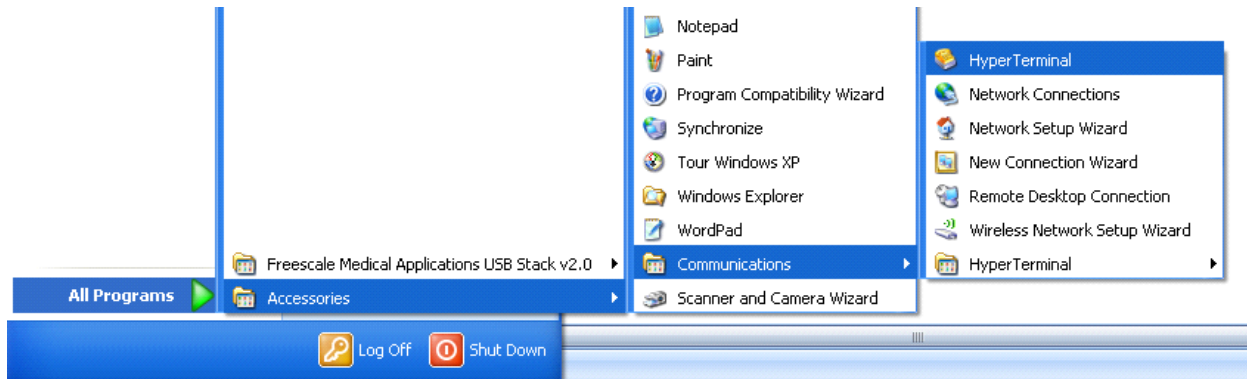 Notepad
Paint
Program Compatibility Wizard
Synchronize
Tour Windows XP
Windows Explorer
WordPad
Communications
Scanner and Camera Wizard
HyperTerminal
Network Connections
Network Setup Wizard
New Connection Wizard
Remote Desktop Connection
Wireless Network Setup Wizard
HyperTerminal
Freescale Medical Applications USB Stack v2.0
Accessories
All Programs
Log Off
Shut Down